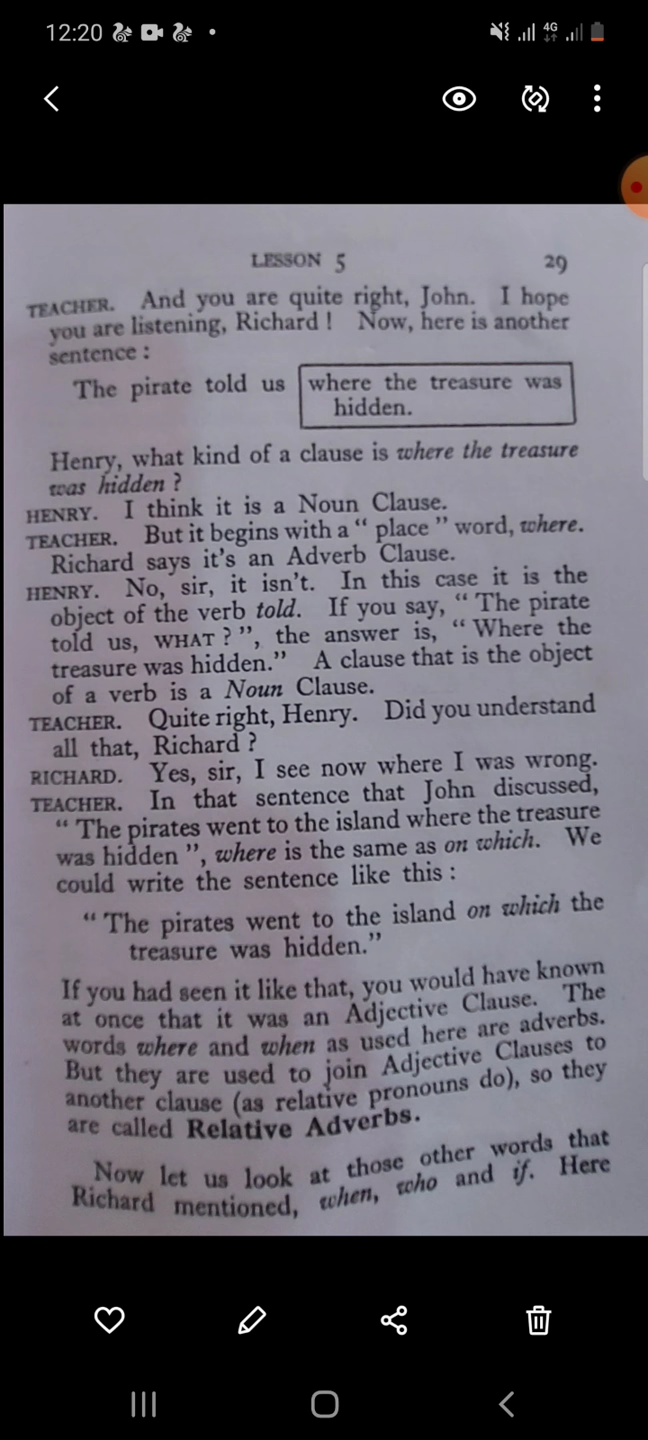 12:20
4G
LESSON 5 29
TEACHER. And you are quite right, John. I hope
you are listening, Richard ! Now, here is another
sentence :
The pirate told us where the treasure was
hidden.
Henry, what kind of a clause is where the treasure
was hidden ?
HENRY. I think it is a Noun Clause.
TEACHER. But it begins with a “ place ” word, where.
Richard says it's an Adverb Clause.
HENRY. No, sir, it isn't. In this case it is the
object of the verb told. If you say, “ The pirate
told us, WHAT ? ”, the answer is, “ Where the
treasure was hidden.” A clause that is the object
of a verb is a Noun Clause.
TEACHER. Quite right, Henry. Did you understand
all that, Richard ?
RICHARD. Yes, sir, I see now where I was wrong.
TEACHER. In that sentence that John discussed,
“ The pirates went to the island where the treasure
was hidden ”, where is the same as on which. We
could write the sentence like this :
“ The pirates went to the island on which the
treasure was hidden.”
If you had seen it like that, you would have known
at once that it was an Adjective Clause. The
words where and when as used here are adverbs.
But they are used to join Adjective Clauses to
another clause (as relative pronouns do), so they
are called Relative Adverbs.
Now let us look at those other words that
Richard mentioned, when, who and if. Here